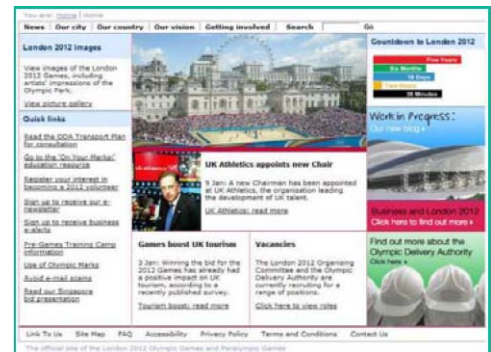 You are: Home | Home
News | Our city | Our country | Our vision | Getting involved | Search Go
London 2012 images
View images of the London
2012 Games, including
artists' impressions of the
Olympic Park.
View picture gallery
Quick links
Read the ODA Transport Plan
for consultation
Go to the 'On Your Marks!'
education resource
Register your interest in
becoming a 2012 volunteer
Sign up to receive our e-
newsletter
Sign up to receive business
e-alerts
Pre-Games Training Camp
information
Use of Olympic Marks
Avoid e-mail scams
Read our Singapore
bid presentation
UK Athletics appoints new Chair
9 Jan: A new Chairman has been appointed
at UK Athletics, the organisation leading
the development of UK talent.
UK Athletics: read more
Games boost UK tourism
3 Jan: Winning the bid for the
2012 Games has already had
a positive impact on UK
tourism, according to a
recently published survey.
Tourism boost: read more
Vacancies
The London 2012 Organising
Committee and the Olympic
Delivery Authority are
currently recruiting for a
range of positions.
Click here to view roles
Countdown to London 2012
Five Years
Six Months
18 Days
38 Minutes
Work in Progress:
Our new blog
Business and London 2012
Click here to find out more
Find out more about the
Olympic Delivery Authority
Click here
Link To Us Site Map FAQ Accessibility Privacy Policy Terms and Conditions Contact Us
The official site of the London 2012 Olympic Games and Paralympic Games